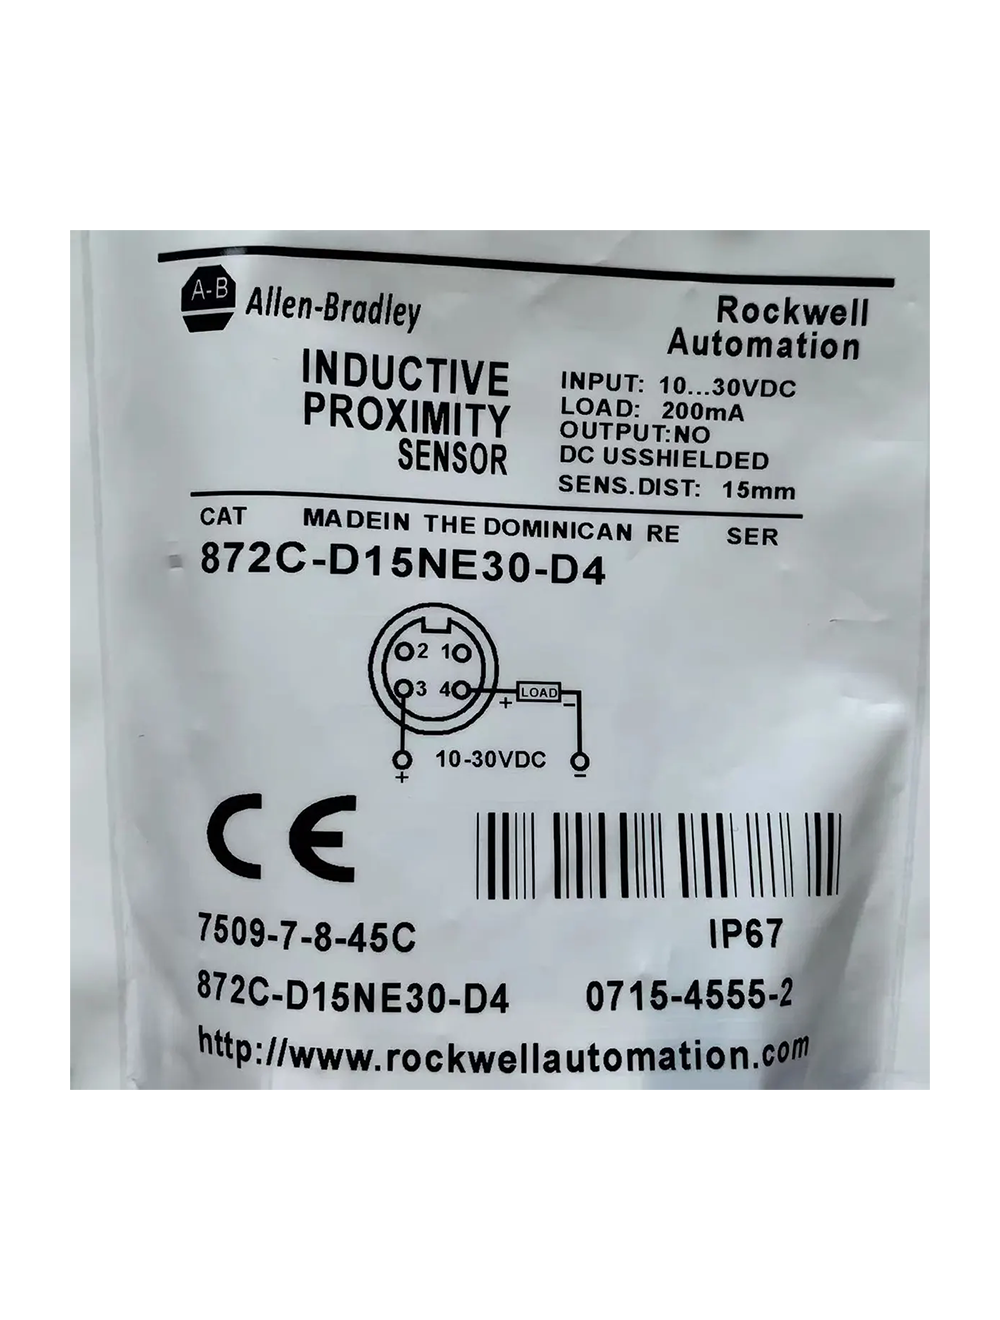 A-B Allen-Bradley
Rockwell
Automation
INDUCTIVE
PROXIMITY
SENSOR
INPUT: 10...30VDC
LOAD: 200mA
OUTPUT:NO
DC USSHIELDED
SENS.DIST: 15mm
CAT MADEIN THE DOMINICAN RE SER
872C-D15NE30-D4
2 1
3 4 + LOAD −
+ 10-30VDC −
CE
7509-7-8-45C IP67
872C-D15NE30-D4 0715-4555-2
http://www.rockwellautomation.com